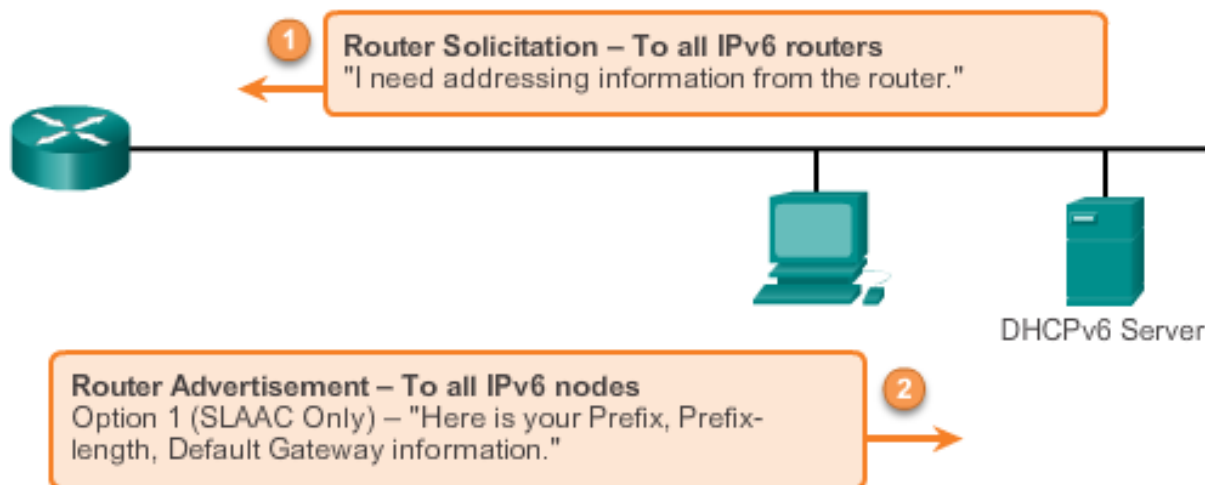 1
Router Solicitation – To all IPv6 routers
"I need addressing information from the router."
DHCPv6 Server
Router Advertisement – To all IPv6 nodes
Option 1 (SLAAC Only) – "Here is your Prefix, Prefix-
length, Default Gateway information."
2